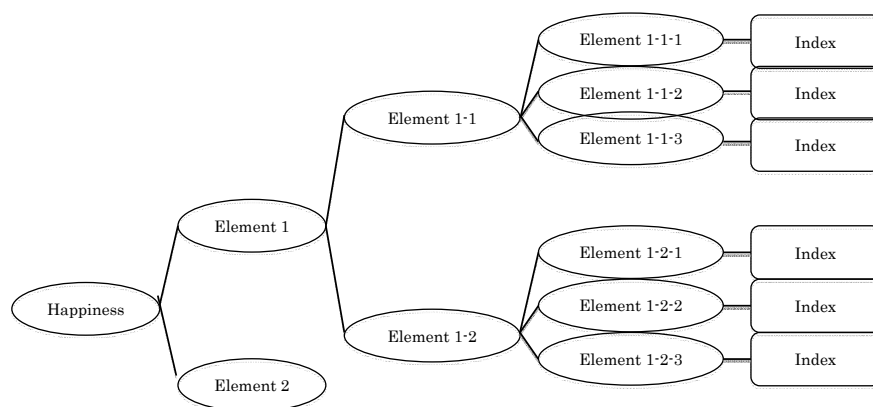 Element 1-1-1
Index
Element 1-1-2
Index
Element 1-1
Element 1-1-3
Index
Element 1
Element 1-2-1
Index
Happiness
Element 1-2-2
Index
Element 1-2
Element 1-2-3
Index
Element 2